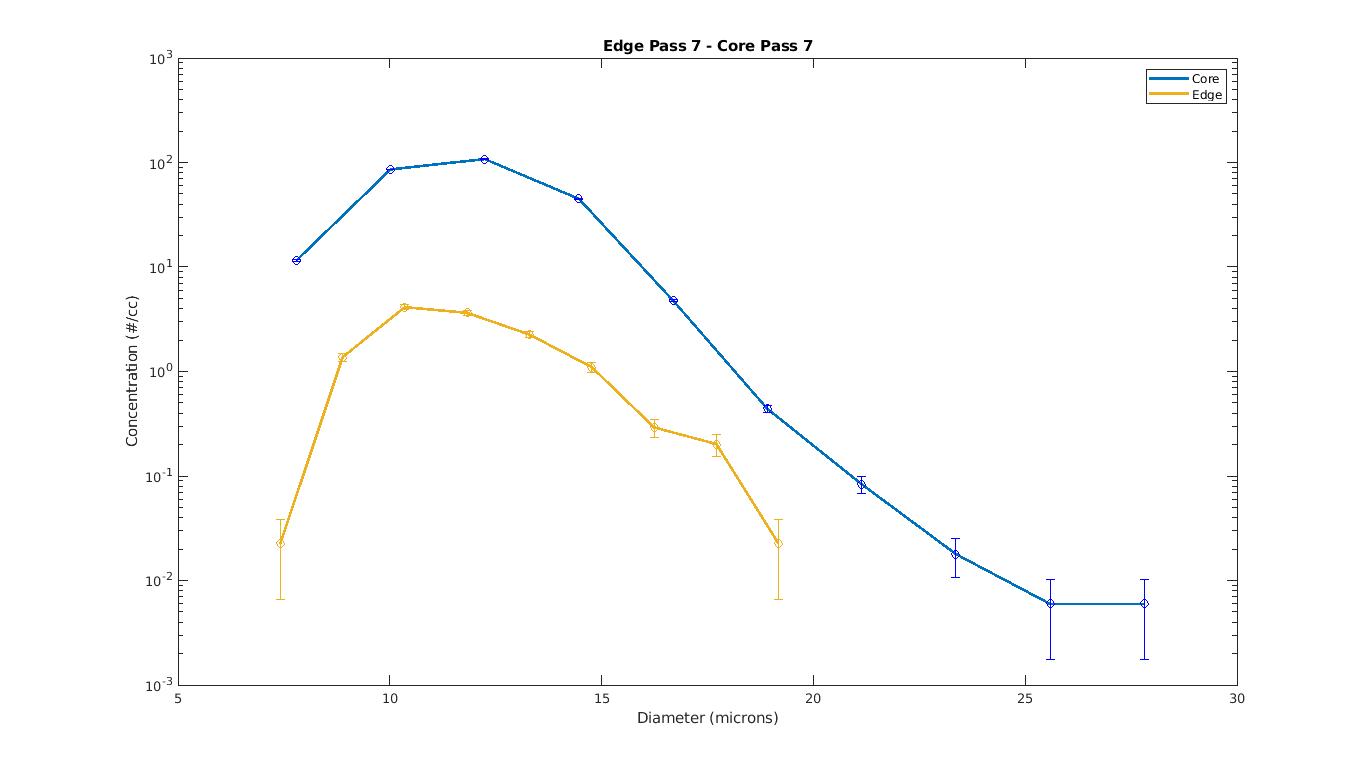 Edge Pass 7 - Core Pass 7
10^3
10^2
10^1
10^0
10^-1
10^-2
10^-3
Concentration (#/cc)
Core
Edge
5 10 15 20 25 30
Diameter (microns)